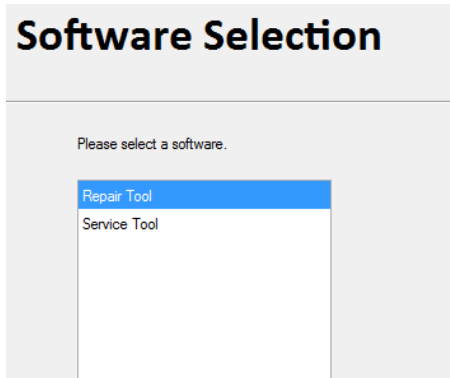 Software Selection
Please select a software.
Repair Tool
Service Tool